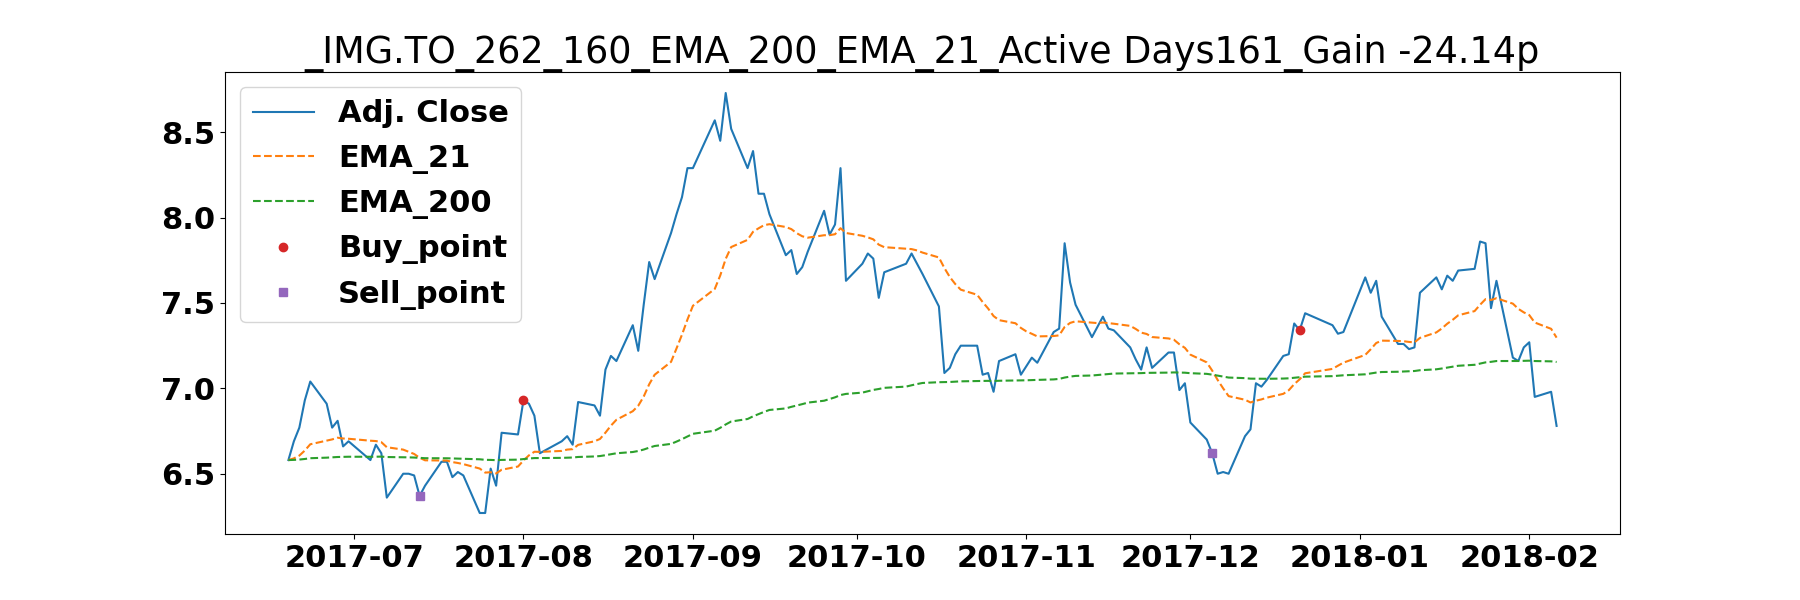 _IMG.TO_262_160_EMA_200_EMA_21_Active Days161_Gain -24.14p
Adj. Close
EMA_21
EMA_200
Buy_point
Sell_point
8.5
8.0
7.5
7.0
6.5
2017-07 2017-08 2017-09 2017-10 2017-11 2017-12 2018-01 2018-02